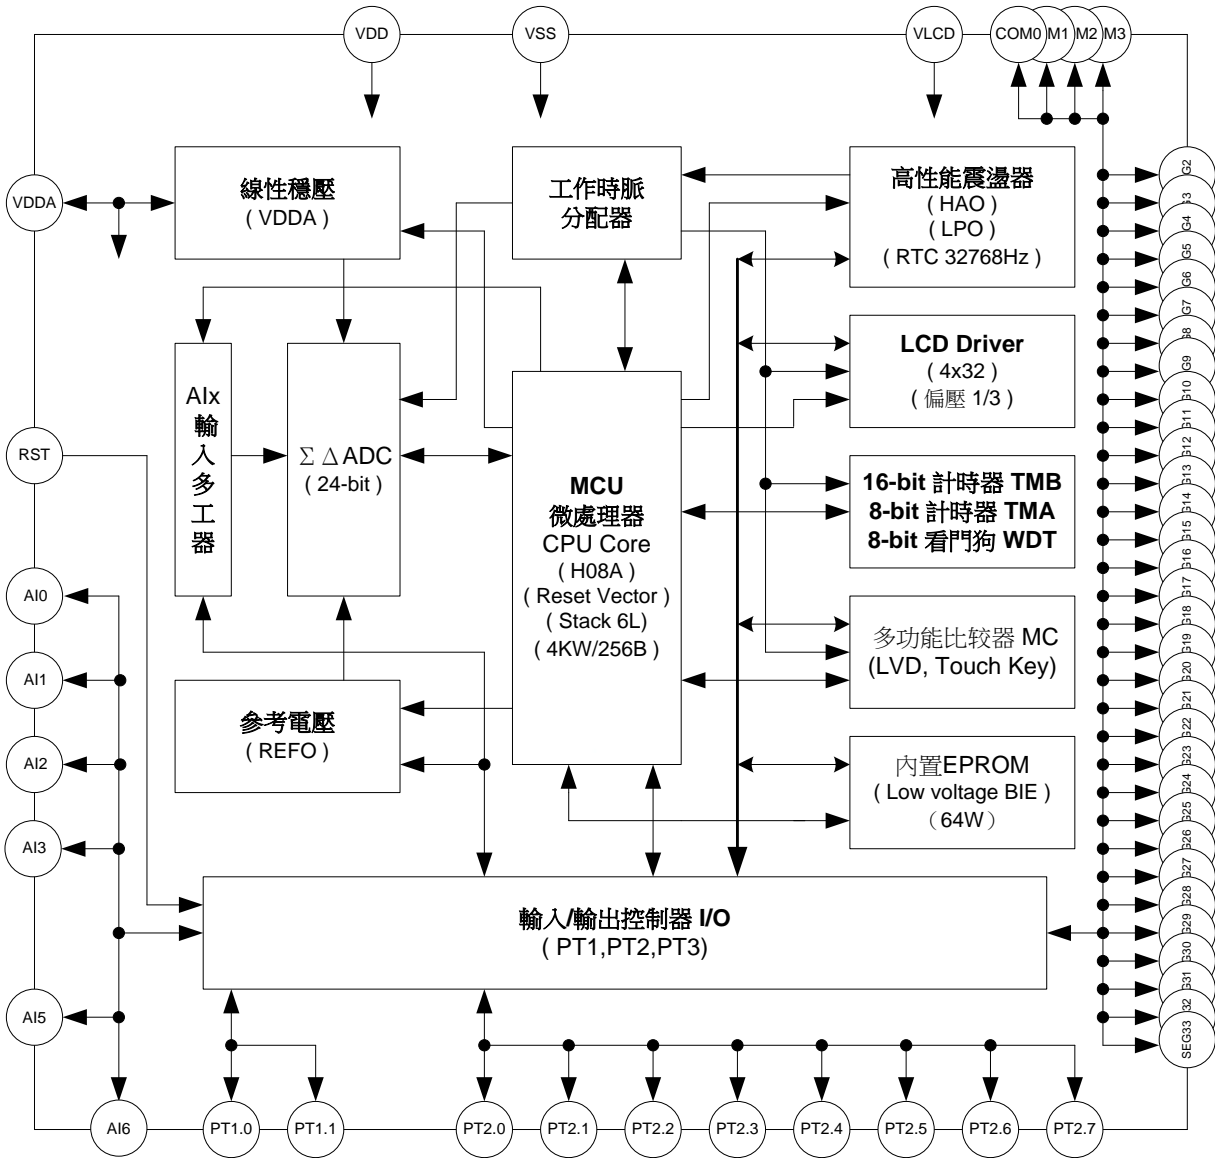 VDD
VSS
VLCD
COM0
M1
M2
M3
VDDA
線性穩壓
( VDDA )
工作時脈
分配器
高性能震盪器
( HAO )
( LPO )
( RTC 32768Hz )
LCD Driver
( 4x32 )
( 偏壓 1/3 )
AIx
輸
入
多
工
器
Σ Δ ADC
( 24-bit )
RST
MCU
微處理器
CPU Core
( H08A )
( Reset Vector )
( Stack 6L)
( 4KW/256B )
16-bit 計時器 TMB
8-bit 計時器 TMA
8-bit 看門狗 WDT
多功能比较器 MC
(LVD, Touch Key)
參考電壓
( REFO )
內置EPROM
( Low voltage BIE )
（64W）
輸入/輸出控制器 I/O
( PT1,PT2,PT3)
AI0
AI1
AI2
AI3
AI5
AI6
PT1.0
PT1.1
PT2.0
PT2.1
PT2.2
PT2.3
PT2.4
PT2.5
PT2.6
PT2.7
G2
G3
G4
G5
G6
G7
G8
G9
G10
G11
G12
G13
G14
G15
G16
G17
G18
G19
G20
G21
G22
G23
G24
G25
G26
G27
G28
G29
G30
G31
32
SEG33